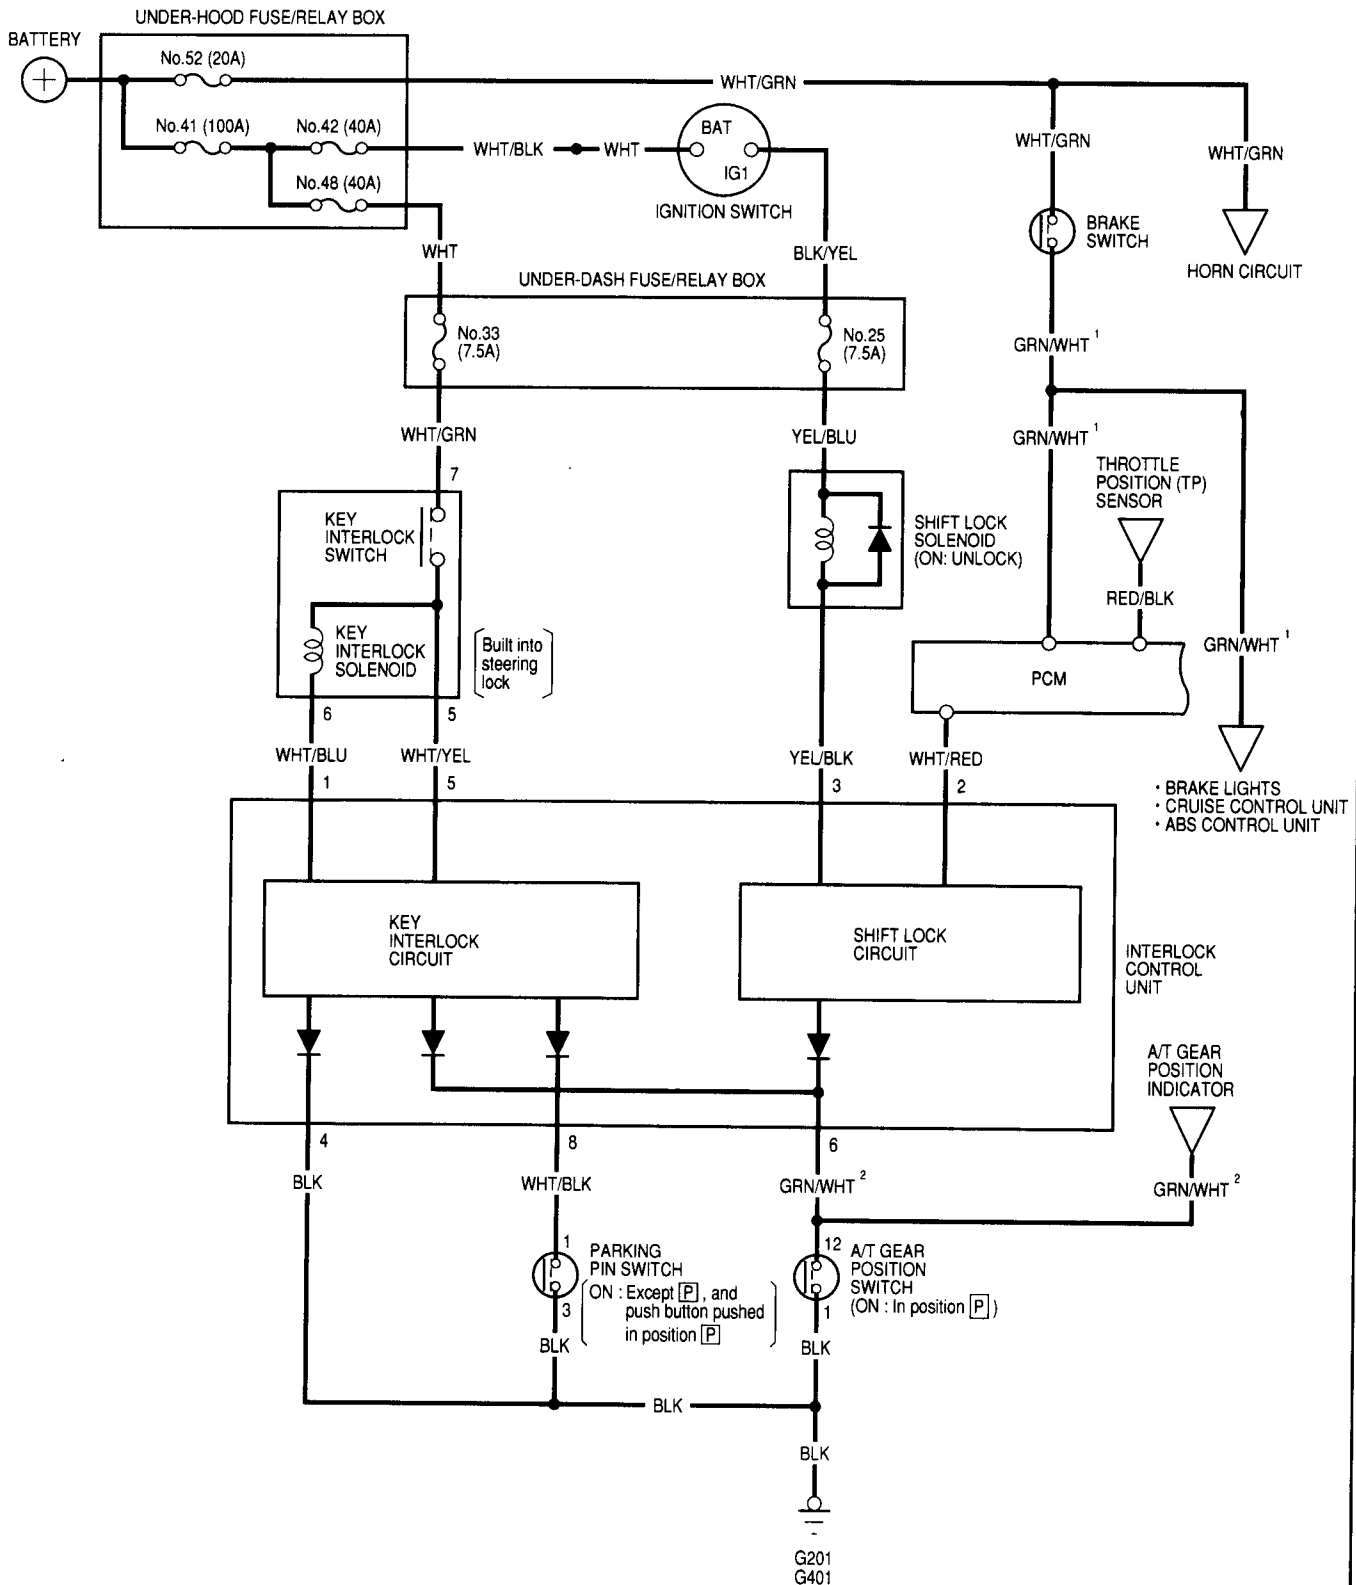 UNDER-HOOD FUSE/RELAY BOX
BATTERY
No.52 (20A)
WHT/GRN
No.41 (100A)
No.42 (40A)
WHT/BLK
WHT
BAT
IG1
IGNITION SWITCH
No.48 (40A)
WHT/GRN
WHT/GRN
BRAKE
SWITCH
HORN CIRCUIT
WHT
BLK/YEL
UNDER-DASH FUSE/RELAY BOX
No.33
(7.5A)
No.25
(7.5A)
GRN/WHT 1
WHT/GRN
YEL/BLU
GRN/WHT 1
7
THROTTLE
POSITION (TP)
SENSOR
KEY
INTERLOCK
SWITCH
SHIFT LOCK
SOLENOID
(ON: UNLOCK)
RED/BLK
KEY
INTERLOCK
SOLENOID
Built into
steering
lock
GRN/WHT 1
PCM
6
5
WHT/BLU
WHT/YEL
YEL/BLK
WHT/RED
1
5
3
2
• BRAKE LIGHTS
• CRUISE CONTROL UNIT
• ABS CONTROL UNIT
KEY
INTERLOCK
CIRCUIT
SHIFT LOCK
CIRCUIT
INTERLOCK
CONTROL
UNIT
A/T GEAR
POSITION
INDICATOR
4
8
6
BLK
WHT/BLK
GRN/WHT 2
GRN/WHT 2
1
PARKING
PIN SWITCH
ON : Except P, and
push button pushed
in position P
3
12
A/T GEAR
POSITION
SWITCH
(ON : In position P)
1
BLK
BLK
BLK
BLK
G201
G401